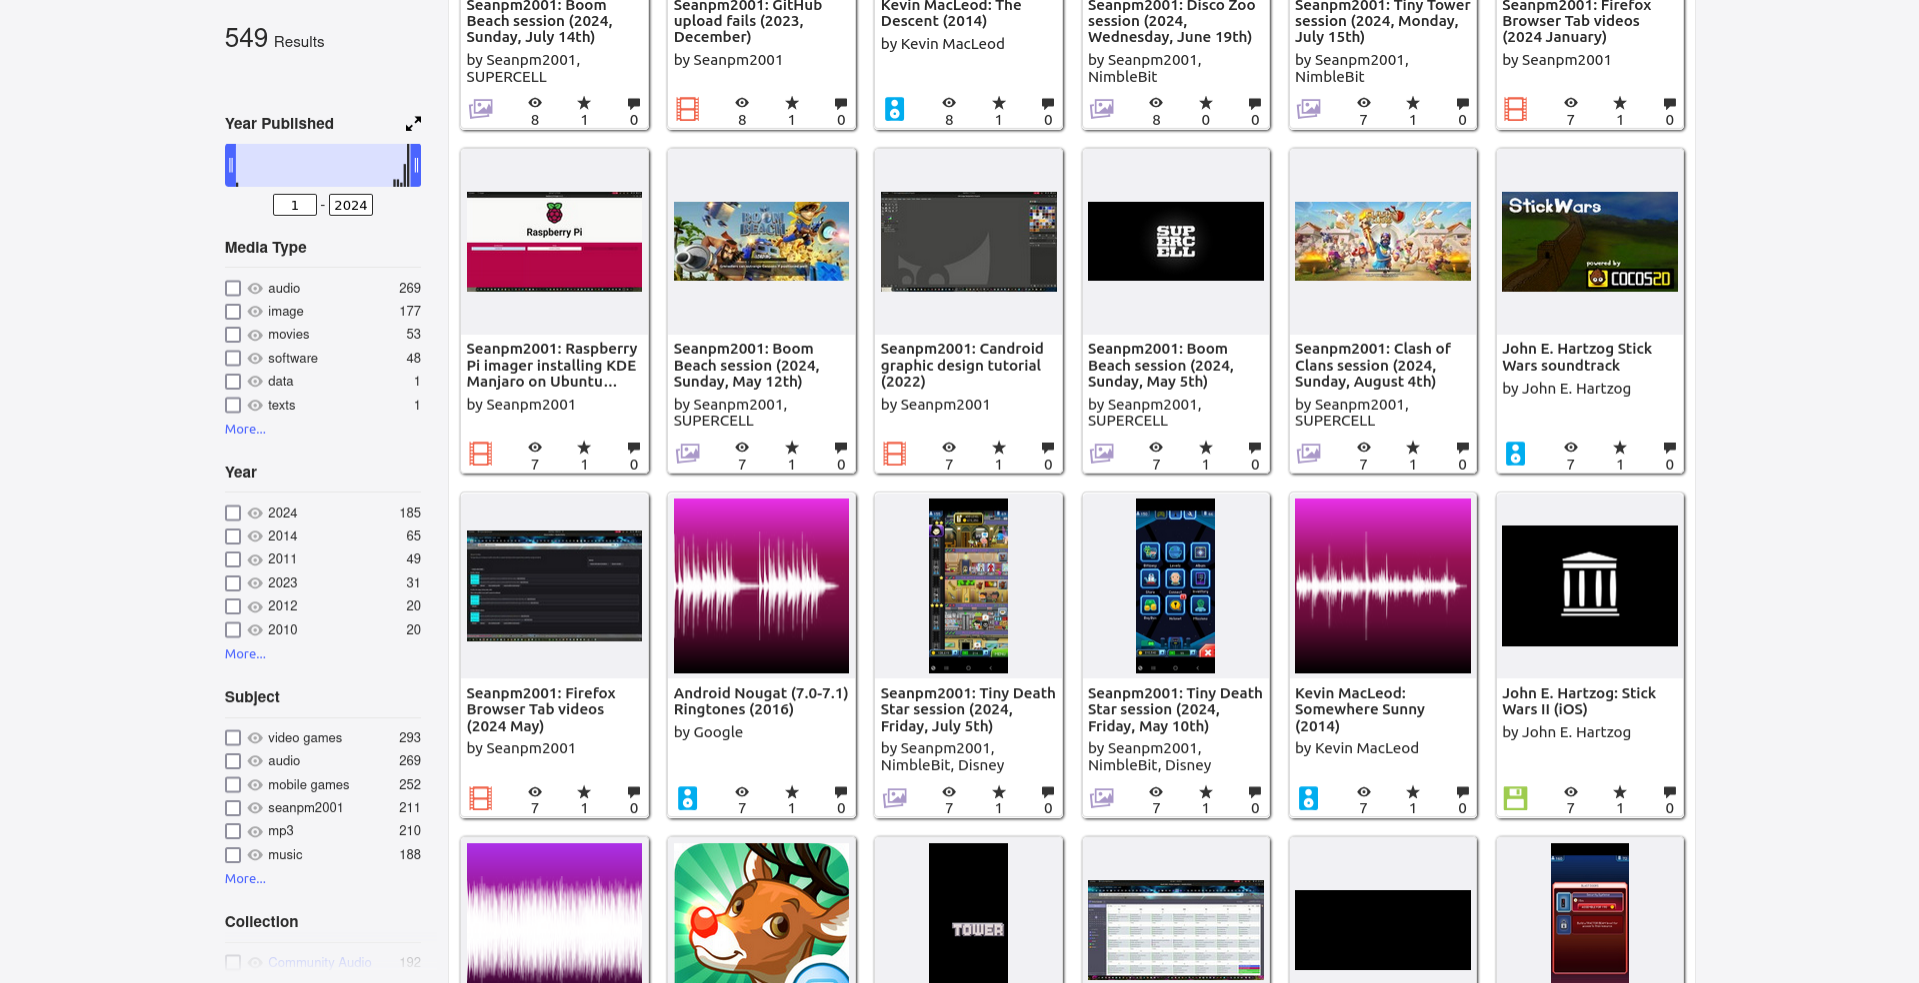 549 Results
Year Published
1 - 2024
Media Type
audio 269
image 177
movies 53
software 48
data 1
texts 1
More...
Year
2024 185
2014 65
2011 49
2023 31
2012 20
2010 20
More...
Subject
video games 293
audio 269
mobile games 252
seanpm2001 211
mp3 210
music 188
More...
Collection
Community Audio 192
Seanpm2001: Boom
Beach session (2024,
Sunday, July 14th)
by Seanpm2001,
SUPERCELL
8 1 0
Seanpm2001: GitHub
upload fails (2023,
December)
by Seanpm2001
8 1 0
Kevin MacLeod: The
Descent (2014)
by Kevin MacLeod
8 1 0
Seanpm2001: Disco Zoo
session (2024,
Wednesday, June 19th)
by Seanpm2001,
NimbleBit
8 0 0
Seanpm2001: Tiny Tower
session (2024, Monday,
July 15th)
by Seanpm2001,
NimbleBit
7 1 0
Seanpm2001: Firefox
Browser Tab videos
(2024 January)
by Seanpm2001
7 1 0
Raspberry Pi
Seanpm2001: Raspberry
Pi imager installing KDE
Manjaro on Ubuntu...
by Seanpm2001
7 1 0
BOOM
BEACH
Seanpm2001: Boom
Beach session (2024,
Sunday, May 12th)
by Seanpm2001,
SUPERCELL
7 1 0
Seanpm2001: Candroid
graphic design tutorial
(2022)
by Seanpm2001
7 1 0
SUP
ERC
ELL
Seanpm2001: Boom
Beach session (2024,
Sunday, May 5th)
by Seanpm2001,
SUPERCELL
7 1 0
Seanpm2001: Clash of
Clans session (2024,
Sunday, August 4th)
by Seanpm2001,
SUPERCELL
7 1 0
StickWars
powered by
COCOS2D
John E. Hartzog Stick
Wars soundtrack
by John E. Hartzog
7 1 0
Seanpm2001: Firefox
Browser Tab videos
(2024 May)
by Seanpm2001
7 1 0
Android Nougat (7.0-7.1)
Ringtones (2016)
by Google
7 1 0
Seanpm2001: Tiny Death
Star session (2024,
Friday, July 5th)
by Seanpm2001,
NimbleBit, Disney
7 1 0
Seanpm2001: Tiny Death
Star session (2024,
Friday, May 10th)
by Seanpm2001,
NimbleBit, Disney
7 1 0
Kevin MacLeod:
Somewhere Sunny
(2014)
by Kevin MacLeod
7 1 0
John E. Hartzog: Stick
Wars II (iOS)
by John E. Hartzog
7 1 0
TOWER